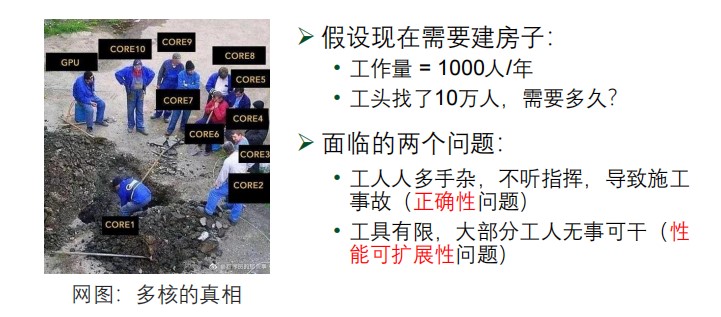 GPU
CORE10
CORE9
CORE8
CORE5
CORE7
CORE4
CORE6
CORE3
CORE2
CORE1
网图：多核的真相
➢ 假设现在需要建房子：
• 工作量 = 1000人/年
• 工头找了10万人，需要多久？
➢ 面临的两个问题：
• 工人人多手杂，不听指挥，导致施工
事故（正确性问题）
• 工具有限，大部分工人无事可干（性
能可扩展性问题）